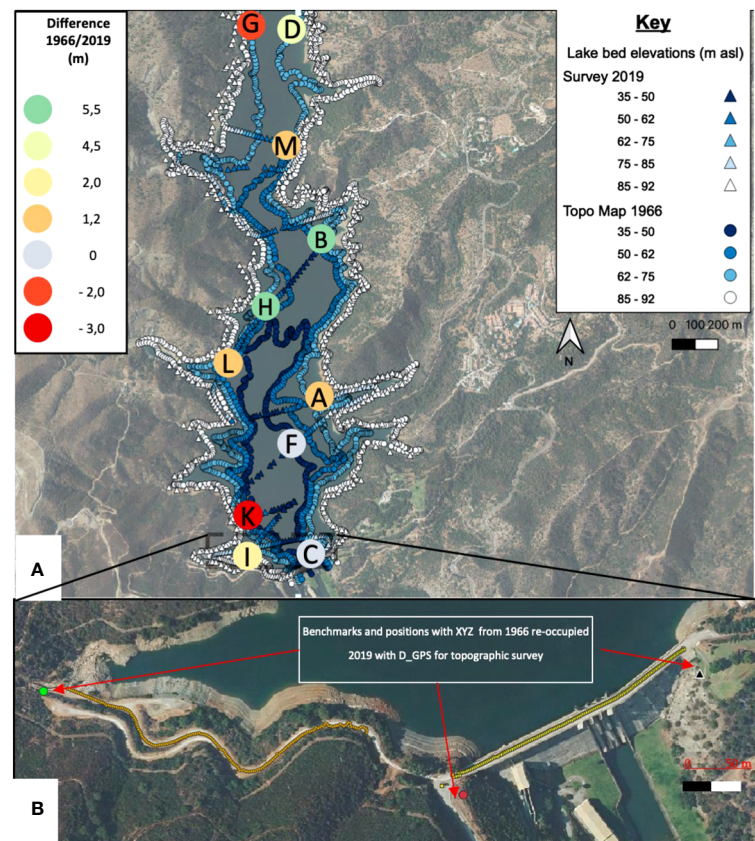 Difference
1966/2019
(m)
5,5
4,5
2,0
1,2
0
- 2,0
- 3,0
G
D
M
B
H
L
A
F
K
I
C
Key
Lake bed elevations (m asl)
Survey 2019
35 - 50
50 - 62
62 - 75
75 - 85
85 - 92
Topo Map 1966
35 - 50
50 - 62
62 - 75
85 - 92
0 100 200 m
N
A
Benchmarks and positions with XYZ from 1966 re-occupied
2019 with D_GPS for topographic survey
0 50 m
B